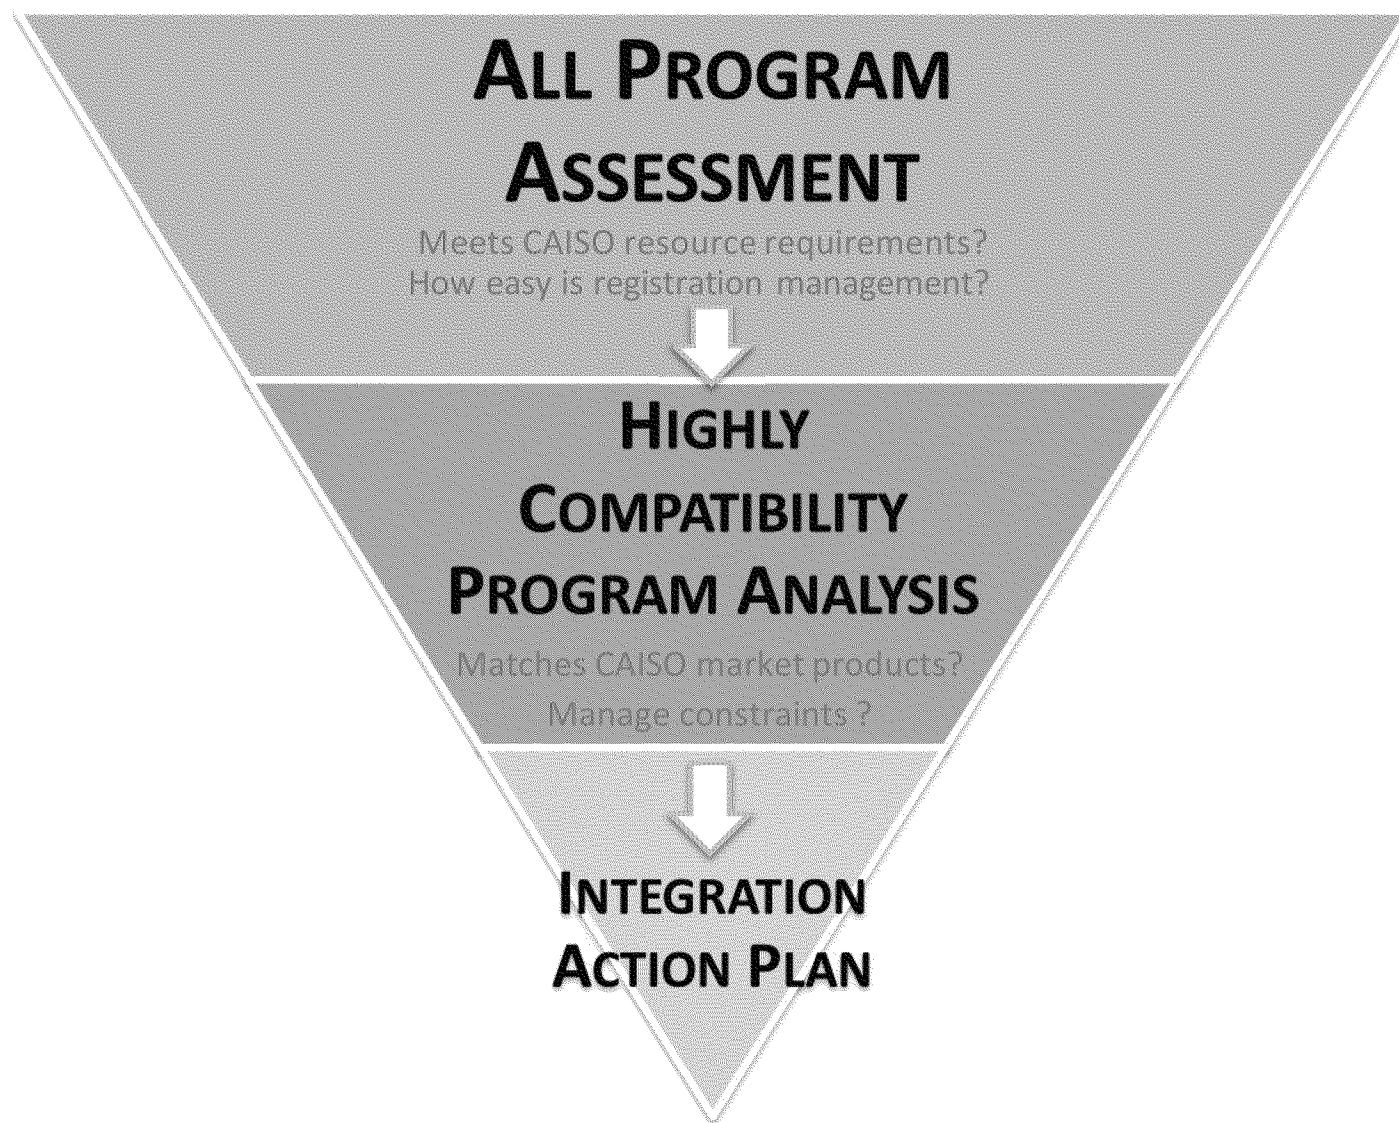 ALL PROGRAM
ASSESSMENT
Meets CAISO resource requirements?
How easy is registration management?
HIGHLY
COMPATIBILITY
PROGRAM ANALYSIS
Matches CAISO market products?
Manage constraints ?
INTEGRATION
ACTION PLAN